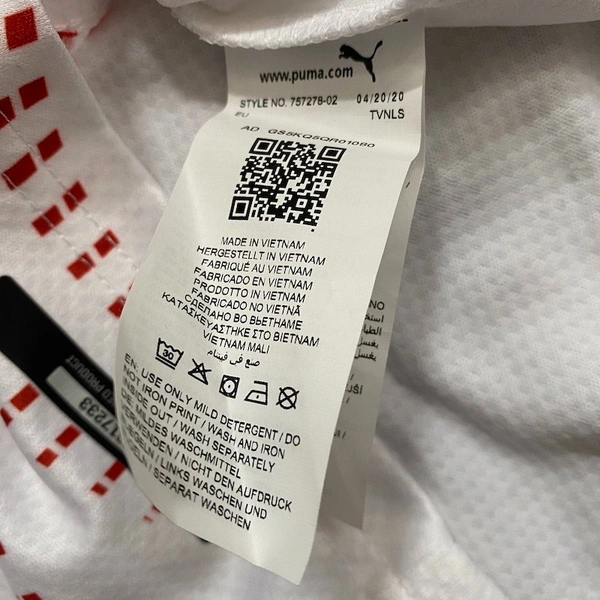 www.puma.com
STYLE NO. 757278-02 04/20/20
EU TVNLS
AD GS5KQ5QR010B0
MADE IN VIETNAM
HERGESTELLT IN VIETNAM
FABRIQUÉ AU VIETNAM
FABRICADO EN VIETNAM
PRODOTTO IN VIETNAM
FABRICADO NO VIETNÃ
СДЕЛАНО ВО ВЬЕТНАМЕ
ΚΑΤΑΣΚΕΥΑΣΤΗΚΕ ΣΤΟ ΒΙΕΤΝΑΜ
VIETNAM MALI
صنع في فيتنام
30
EN: USE ONLY MILD DETERGENT / DO
NOT IRON PRINT / WASH AND IRON
INSIDE OUT / WASH SEPARATELY
DE: MILDES WASCHMITTEL
VERWENDEN / NICHT DEN AUFDRUCK
BÜGELN / LINKS WASCHEN UND
BÜGELN / SEPARAT WASCHEN
17233
PRODUCT